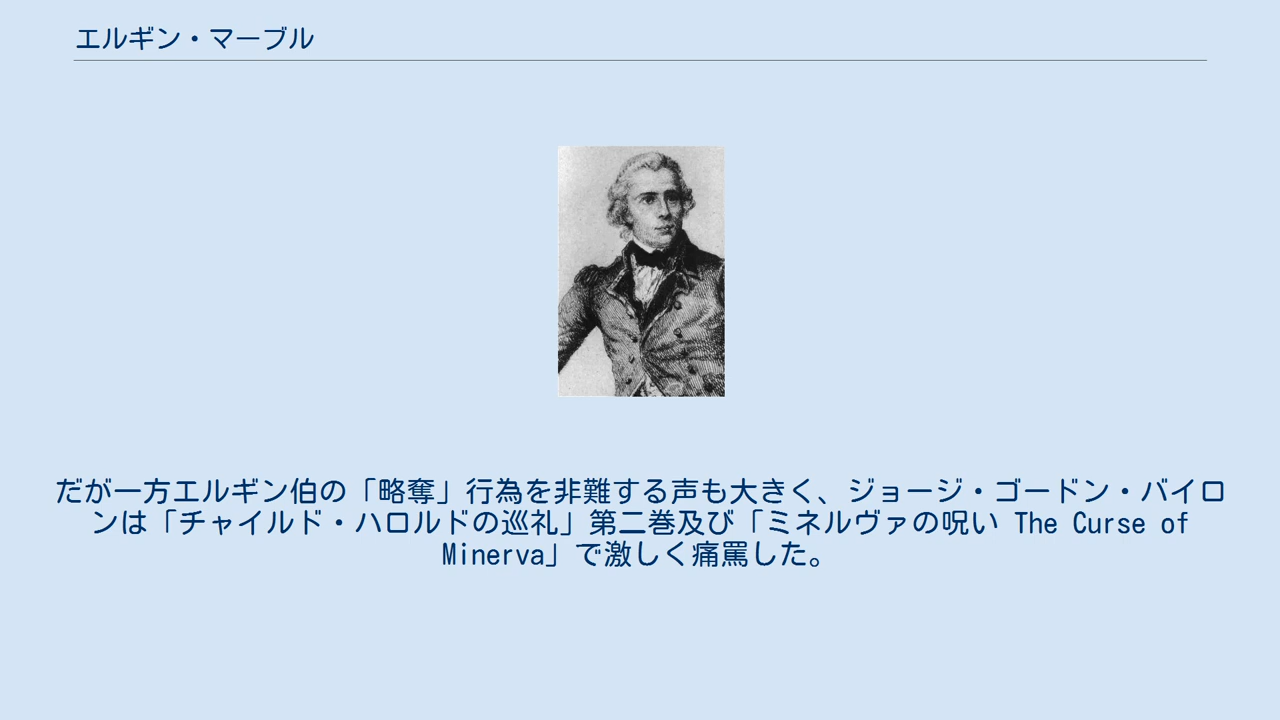 エルギン・マーブル
だが一方エルギン伯の「略奪」行為を非難する声も大きく、ジョージ・ゴードン・バイロ
ンは「チャイルド・ハロルドの巡礼」第二巻及び「ミネルヴァの呪い The Curse of
Minerva」で激しく痛罵した。